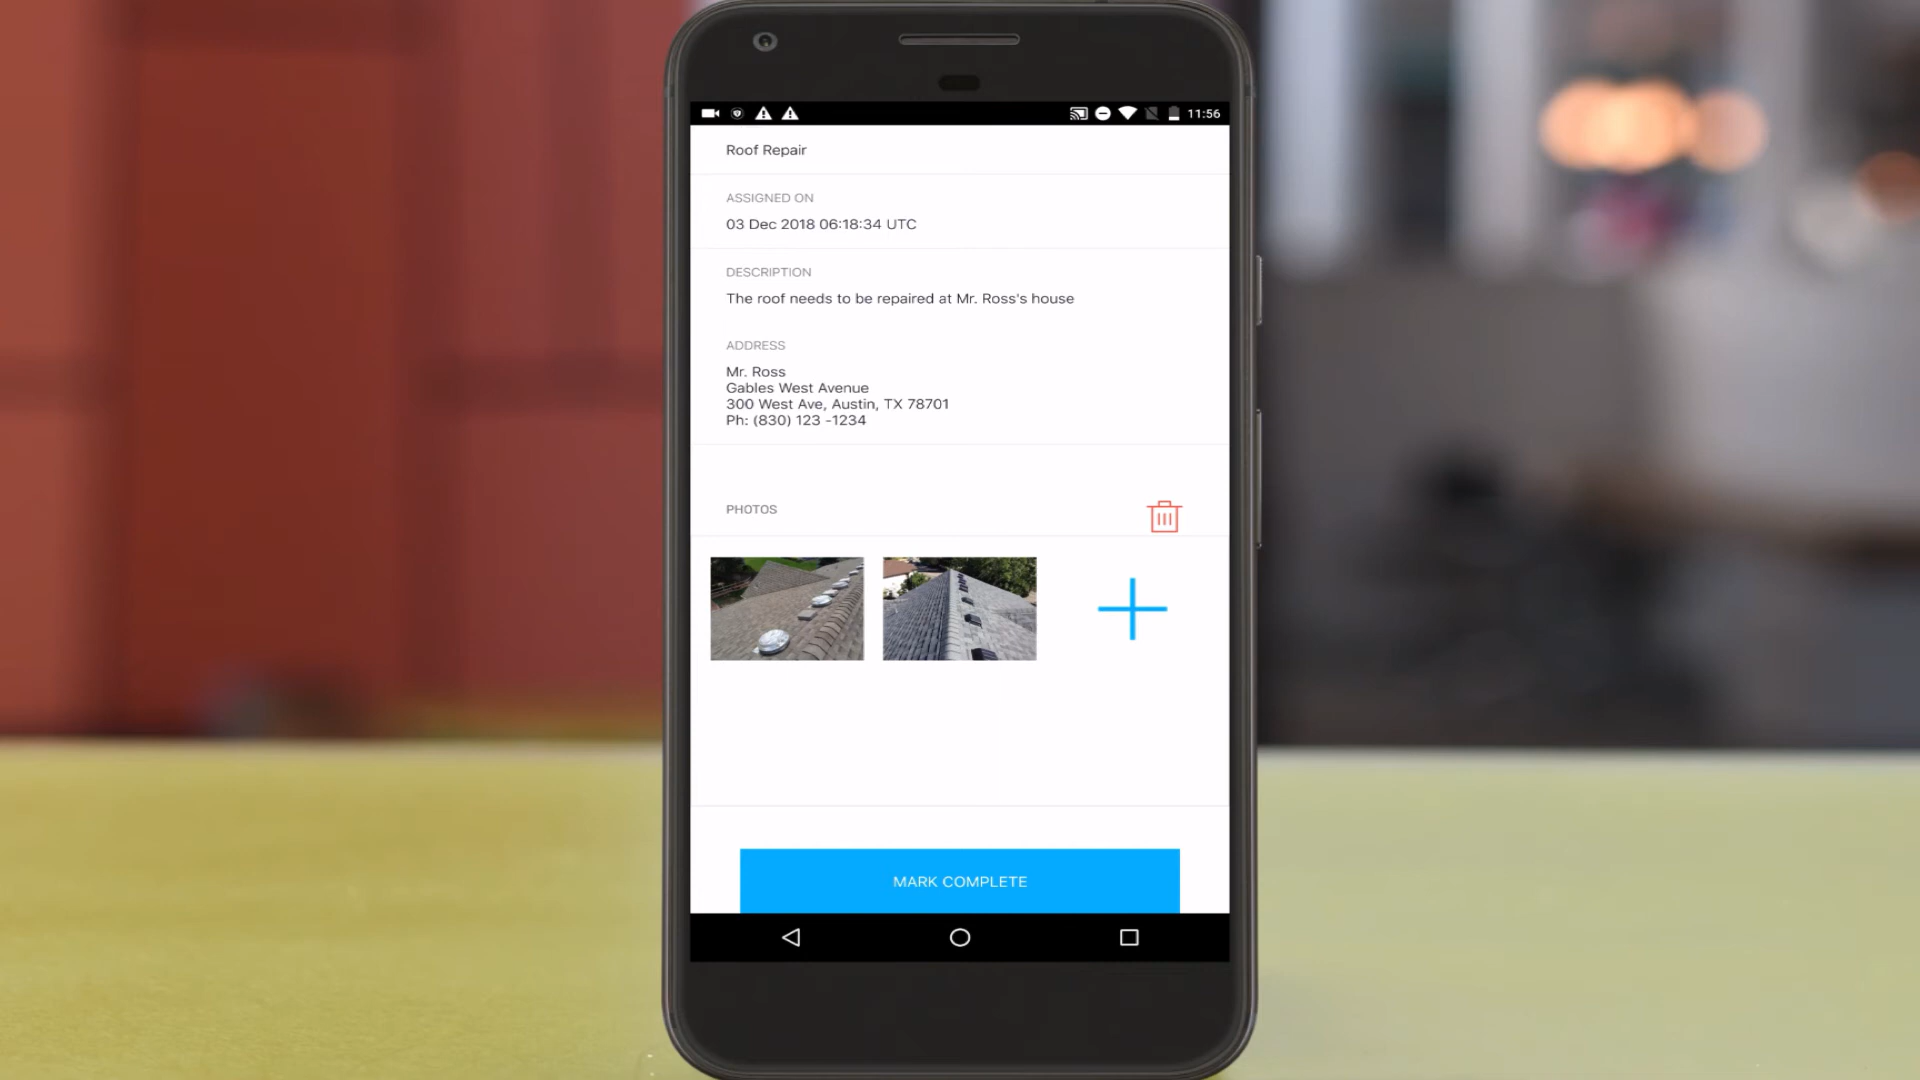 11:56
Roof Repair
ASSIGNED ON
03 Dec 2018 06:18:34 UTC
DESCRIPTION
The roof needs to be repaired at Mr. Ross's house
ADDRESS
Mr. Ross
Gables West Avenue
300 West Ave, Austin, TX 78701
Ph: (830) 123 -1234
PHOTOS
MARK COMPLETE